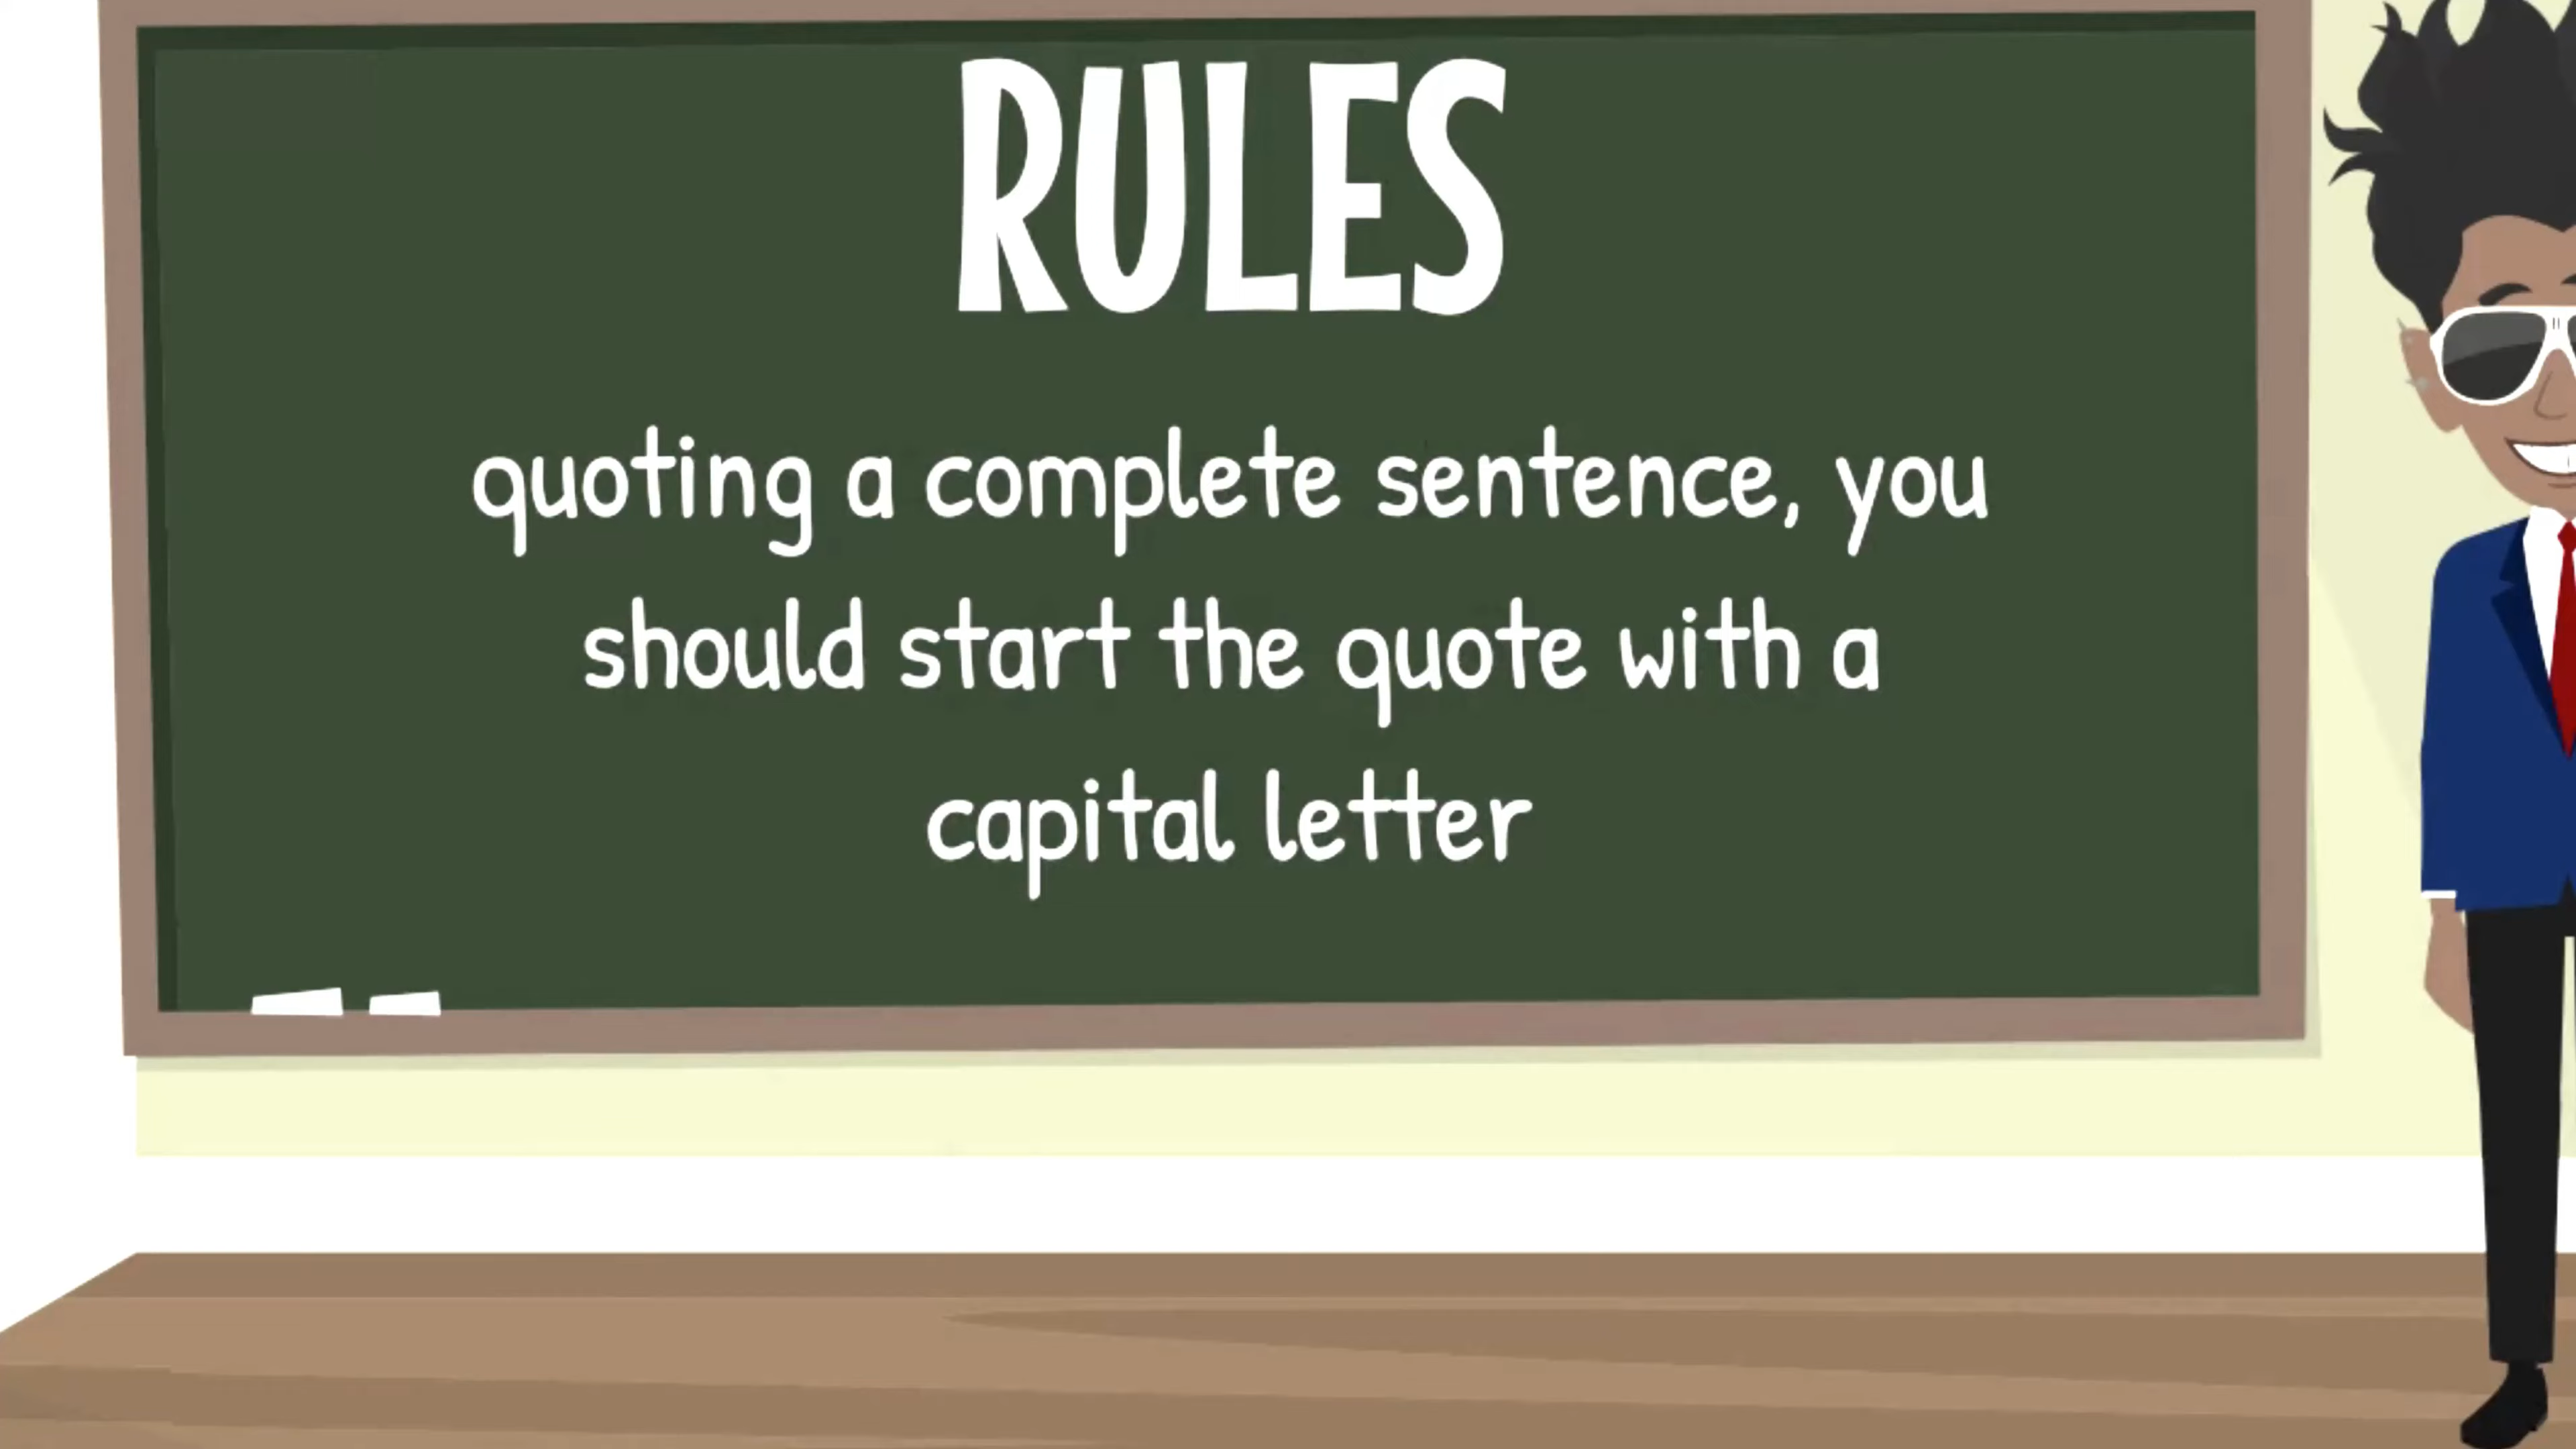 RULES
quoting a complete sentence, you
should start the quote with a
capital letter